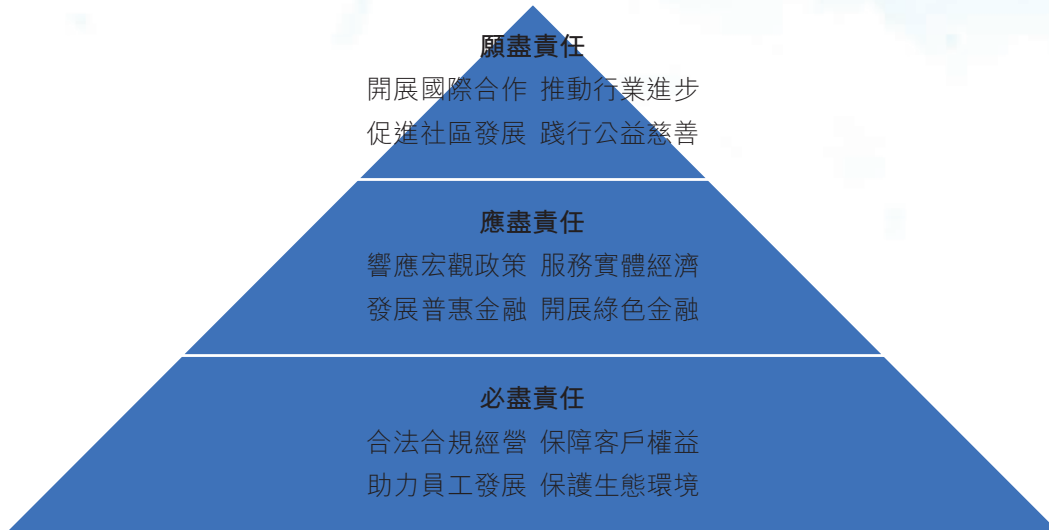 願盡責任
開展國際合作 推動行業進步
促進社區發展 踐行公益慈善
應盡責任
響應宏觀政策 服務實體經濟
發展普惠金融 開展綠色金融
必盡責任
合法合規經營 保障客戶權益
助力員工發展 保護生態環境